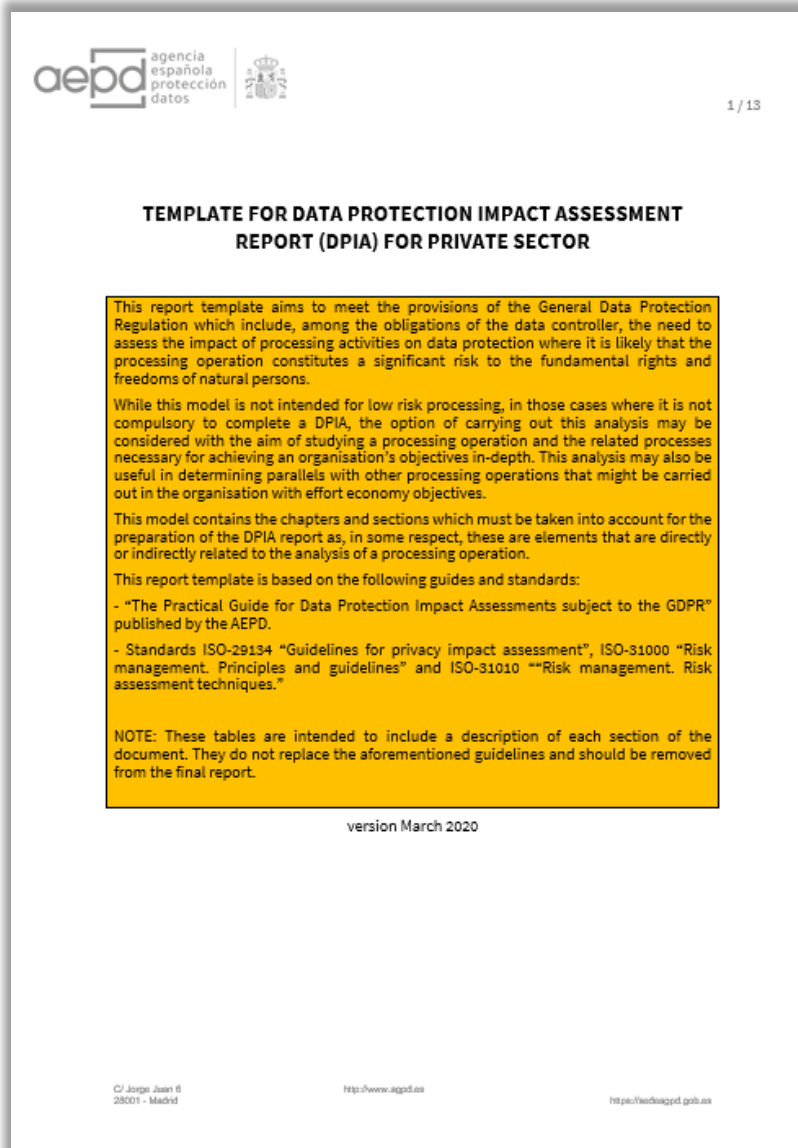 aepd
agencia
española
protección
datos
1 / 13
TEMPLATE FOR DATA PROTECTION IMPACT ASSESSMENT
REPORT (DPIA) FOR PRIVATE SECTOR
This report template aims to meet the provisions of the General Data Protection
Regulation which include, among the obligations of the data controller, the need to
assess the impact of processing activities on data protection where it is likely that the
processing operation constitutes a significant risk to the fundamental rights and
freedoms of natural persons.
While this model is not intended for low risk processing, in those cases where it is not
compulsory to complete a DPIA, the option of carrying out this analysis may be
considered with the aim of studying a processing operation and the related processes
necessary for achieving an organisation’s objectives in-depth. This analysis may also be
useful in determining parallels with other processing operations that might be carried
out in the organisation with effort economy objectives.
This model contains the chapters and sections which must be taken into account for the
preparation of the DPIA report as, in some respect, these are elements that are directly
or indirectly related to the analysis of a processing operation.
This report template is based on the following guides and standards:
- “The Practical Guide for Data Protection Impact Assessments subject to the GDPR”
published by the AEPD.
- Standards ISO-29134 “Guidelines for privacy impact assessment”, ISO-31000 “Risk
management. Principles and guidelines” and ISO-31010 ““Risk management. Risk
assessment techniques.”
NOTE: These tables are intended to include a description of each section of the
document. They do not replace the aforementioned guidelines and should be removed
from the final report.
version March 2020
C/ Jorge Juan 6
28001 - Madrid
http://www.agpd.es
https://sedeagpd.gob.es